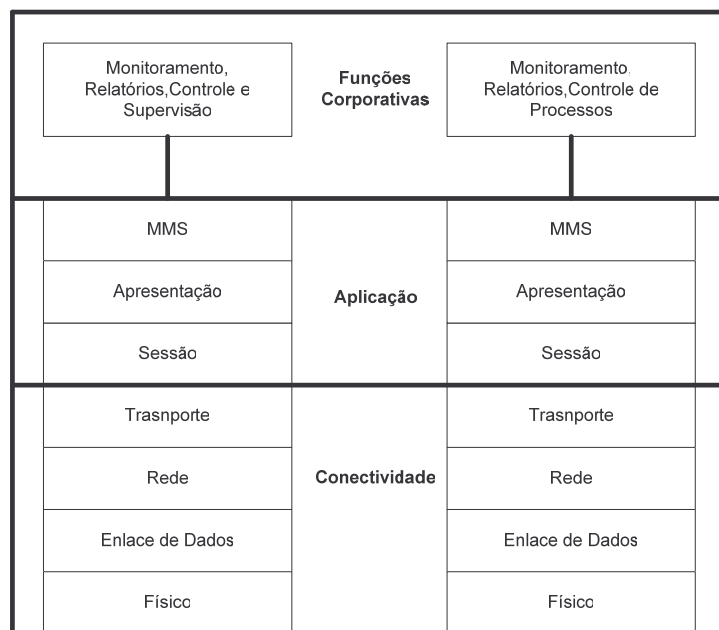 Monitoramento,
Relatórios,Controle e
Supervisão
Funções
Corporativas
Monitoramento
Relatórios,Controle de
Processos
MMS
MMS
Apresentação
Aplicação
Apresentação
Sessão
Sessão
Trasnporte
Trasnporte
Rede
Conectividade
Rede
Enlace de Dados
Enlace de Dados
Físico
Físico